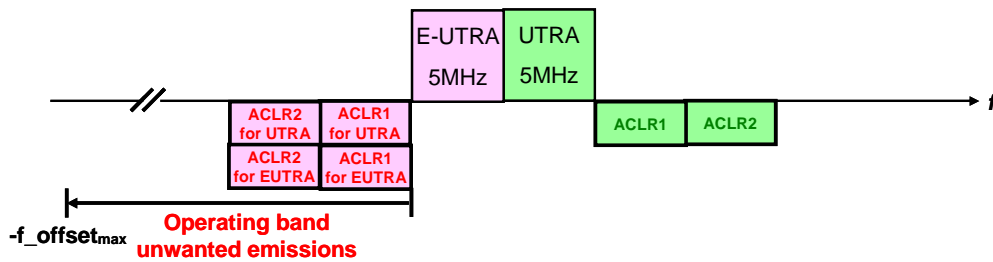 E-UTRA
5MHz
UTRA
5MHz
f
ACLR2
for UTRA
ACLR1
for UTRA
ACLR1
ACLR2
ACLR2
for EUTRA
ACLR1
for EUTRA
-f_offsetmax
Operating band
unwanted emissions